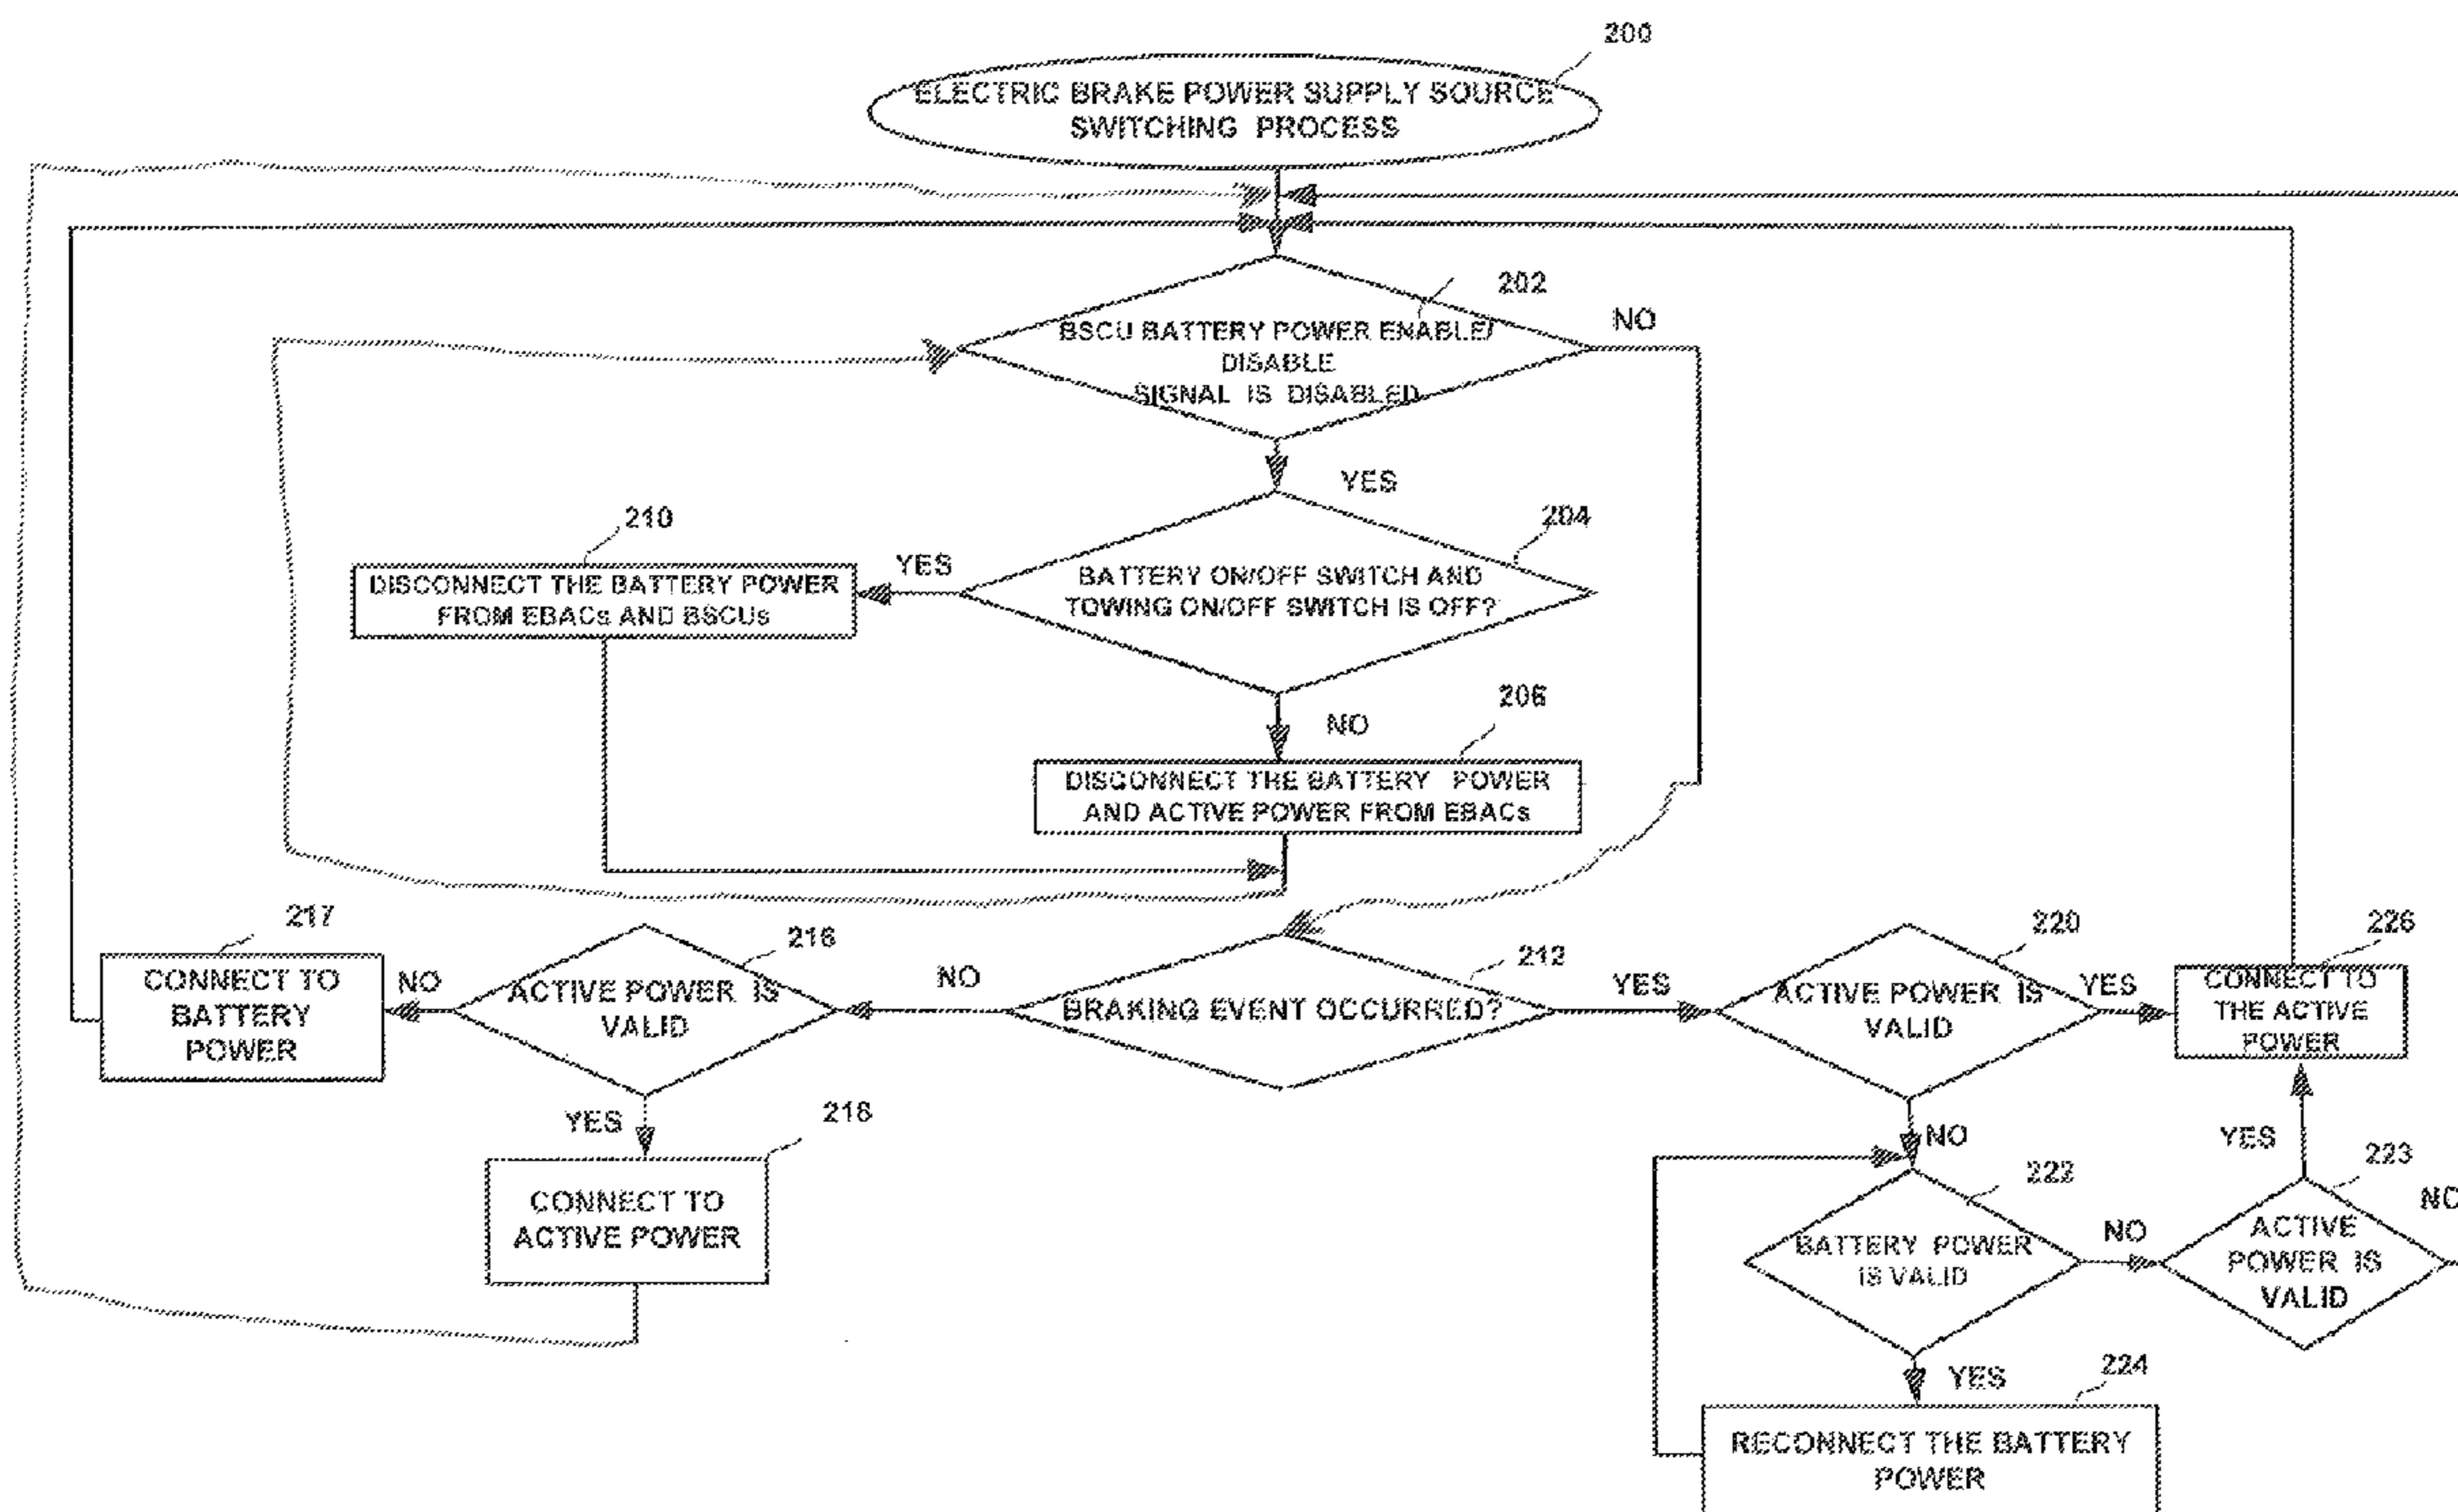 200
ELECTRIC BRAKE POWER SUPPLY SOURCE
SWITCHING PROCESS
202
NO
BSCU BATTERY POWER ENABLE/
DISABLE
SIGNAL IS DISABLED
YES
210
204
YES
DISCONNECT THE BATTERY POWER
FROM EBACs AND BSCUs
BATTERY ON/OFF SWITCH AND
TOWING ON/OFF SWITCH IS OFF?
206
NO
DISCONNECT THE BATTERY POWER
AND ACTIVE POWER FROM EBACs
217
216
212
220
226
CONNECT TO
BATTERY
POWER
NO
ACTIVE POWER IS
VALID
NO
BRAKING EVENT OCCURRED?
YES
ACTIVE POWER IS
VALID
YES
CONNECT TO
THE ACTIVE
POWER
YES
218
NO
YES
223
222
NO
CONNECT TO
ACTIVE POWER
BATTERY POWER
IS VALID
NO
ACTIVE
POWER IS
VALID
YES
224
RECONNECT THE BATTERY
POWER